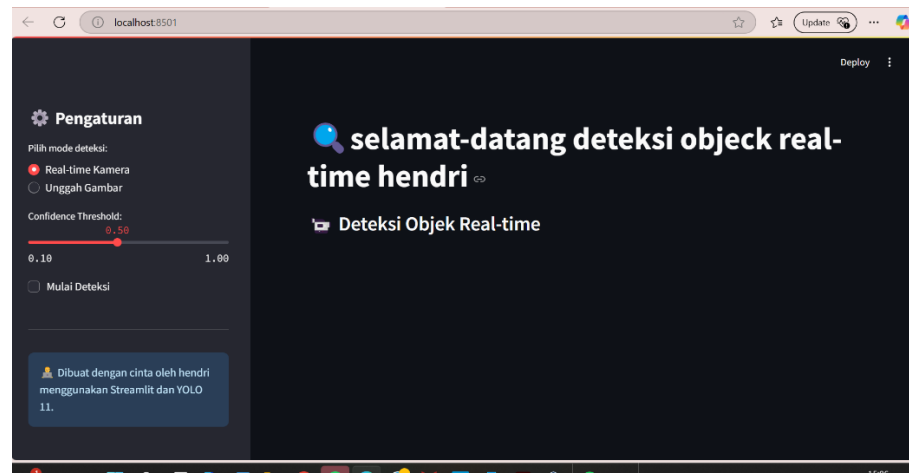 localhost:8501
Update
Deploy
Pengaturan
Pilih mode deteksi:
Real-time Kamera
Unggah Gambar
Confidence Threshold:
0.50
0.10 1.00
Mulai Deteksi
Dibuat dengan cinta oleh hendri
menggunakan Streamlit dan YOLO
11.
selamat-datang deteksi objeck real-
time hendri
Deteksi Objek Real-time